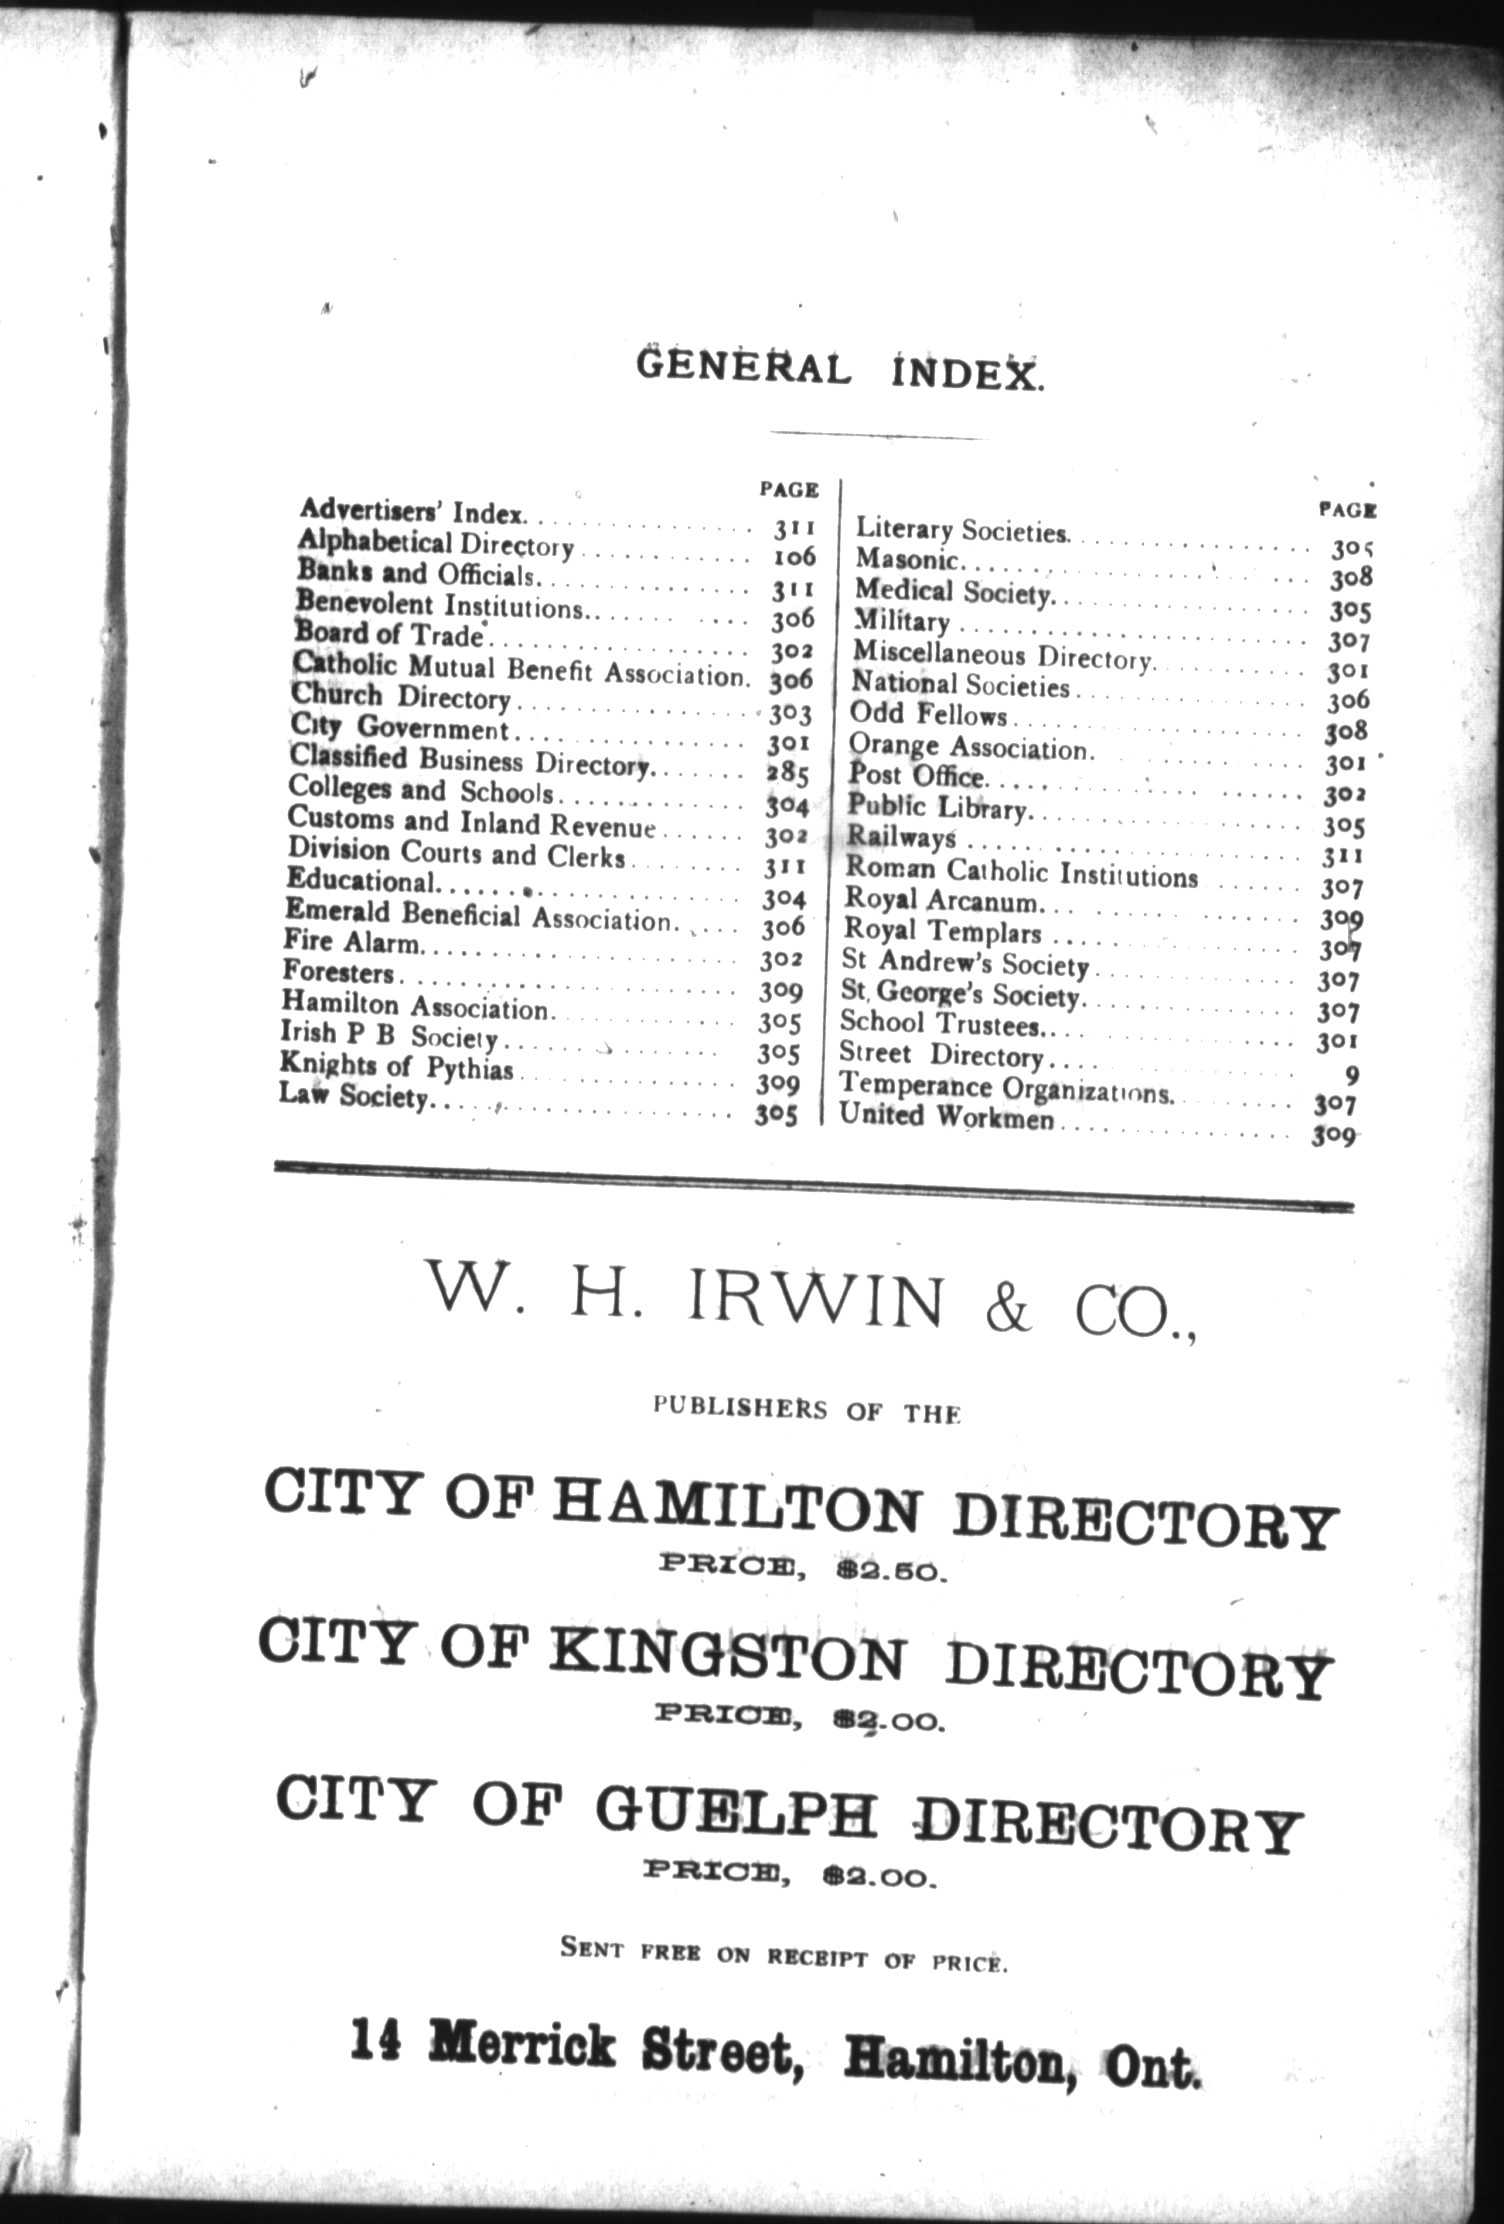 GENERAL INDEX.
PAGE
Advertisers' Index. . . . . . . . . . . . . . . . 311
Alphabetical Directory . . . . . . . . . . . . 106
Banks and Officials. . . . . . . . . . . . . . . 311
Benevolent Institutions.. . . . . . . 306
Board of Trade. . . . . . . . . . . . . . . . . . 302
Catholic Mutual Benefit Association. 306
Church Directory . . . . . . . . . . . . . . . . 303
City Government . . . . . . . . . . . . . . . . 301
Classified Business Directory. . . . . . . 285
Colleges and Schools . . . . . . . . . . . . . 304
Customs and Inland Revenue . . . . . . 302
Division Courts and Clerks . . . . . . . . 311
Educational. . . . . . . . . . . . . . . . . . . . . 304
Emerald Beneficial Association. . . . . 306
Fire Alarm. . . . . . . . . . . . . . . . . . . . . . 302
Foresters . . . . . . . . . . . . . . . . . . . . . . . 309
Hamilton Association. . . . . . . . . . . . . 305
Irish P B Society . . . . . . . . . . . . . . . . 305
Knights of Pythias . . . . . . . . . . . . . . . 309
Law Society. . . . . . . . . . . . . . . . . . . . . 305
PAGE
Literary Societies. . . . . . . . . . . . . . . . 305
Masonic. . . . . . . . . . . . . . . . . . . . . . . 308
Medical Society. . . . . . . . . . . . . . . . . . 305
Military . . . . . . . . . . . . . . . . . . . . . . . . 307
Miscellaneous Directory. . . . . . . . . . . 301
National Societies . . . . . . . . . . . . . . . . 306
Odd Fellows . . . . . . . . . . . . . . . . . . . . 308
Orange Association. . . . . . . . . . . . . . . 301
Post Office. . . . . . . . . . . . . . . . . . . . . . 302
Public Library. . . . . . . . . . . . . . . . . . . 305
Railways . . . . . . . . . . . . . . . . . . . . . . . 311
Roman Catholic Institutions . . . . . . 307
Royal Arcanum. . . . . . . . . . . . . . . . . . 309
Royal Templars . . . . . . . . . . . . . . . . . 307
St Andrew's Society . . . . . . . . . . . . . . 307
St. George's Society. . . . . . . . . . . . . . . 307
School Trustees. . . . . . . . . . . . . . . . . . 301
Street Directory . . . . . . . . . . . . . . . . . 9
Temperance Organizations. . . . . . . . . 307
United Workmen . . . . . . . . . . . . . . . . 309
W. H. IRWIN & CO.,
PUBLISHERS OF THE
CITY OF HAMILTON DIRECTORY
PRICE, $2.50.
CITY OF KINGSTON DIRECTORY
PRICE, $2.00.
CITY OF GUELPH DIRECTORY
PRICE, $2.00.
SENT FREE ON RECEIPT OF PRICE.
14 Merrick Street, Hamilton, Ont.